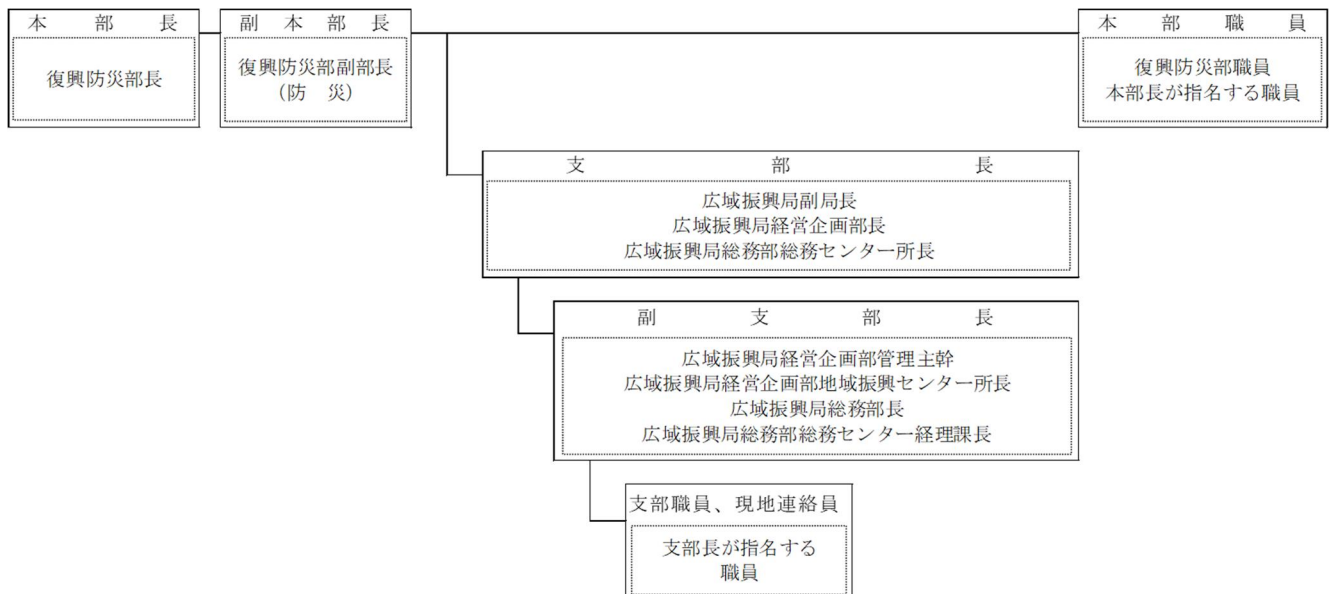 本部長
復興防災部長
副本部長
復興防災部副部長
（防　災）
本部職員
復興防災部職員
本部長が指名する職員
支部長
広域振興局副局長
広域振興局経営企画部長
広域振興局総務部総務センター所長
副支部長
広域振興局経営企画部管理主幹
広域振興局経営企画部地域振興センター所長
広域振興局総務部長
広域振興局総務部総務センター経理課長
支部職員、現地連絡員
支部長が指名する
職員